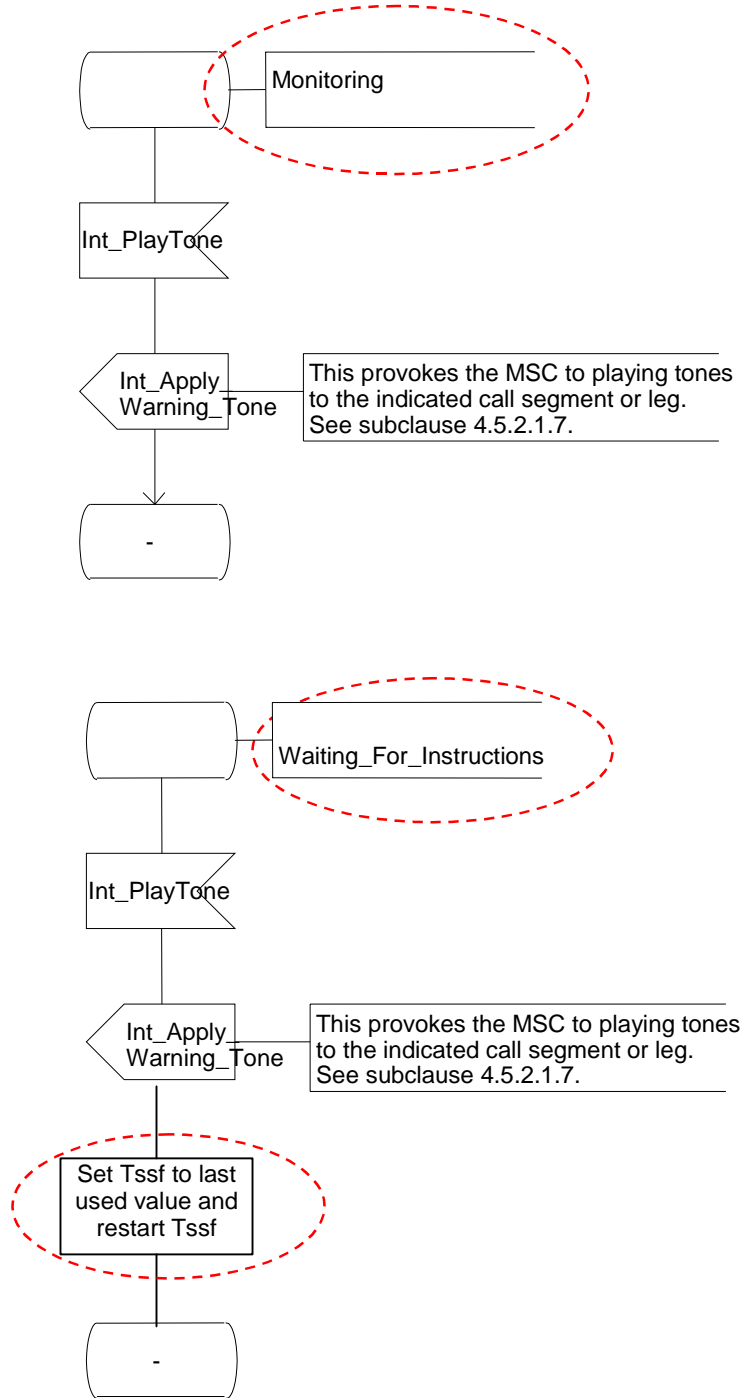 Monitoring
Int_PlayTone
Int_Apply_
Warning_Tone
This provokes the MSC to playing tones
to the indicated call segment or leg.
See subclause 4.5.2.1.7.
-
Waiting_For_Instructions
Int_PlayTone
Int_Apply_
Warning_Tone
This provokes the MSC to playing tones
to the indicated call segment or leg.
See subclause 4.5.2.1.7.
Set Tssf to last
used value and
restart Tssf
-